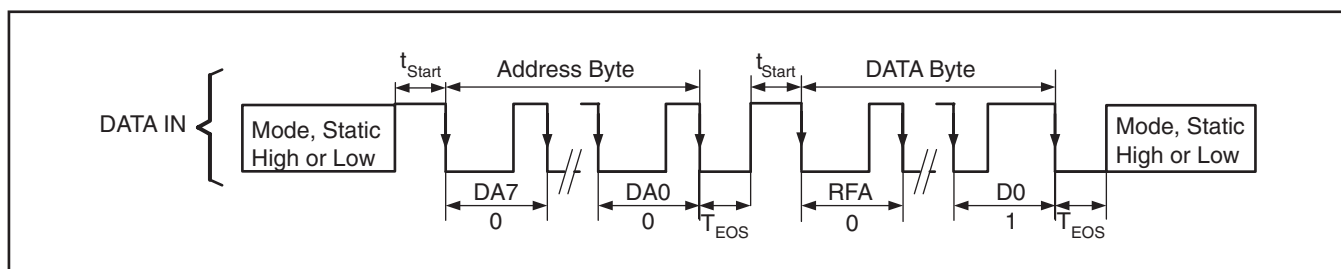 t_Start Address Byte t_Start DATA Byte
DATA IN
Mode, Static
High or Low
Mode, Static
High or Low
DA7 DA0 RFA D0
0 0 T_EOS 0 1 T_EOS